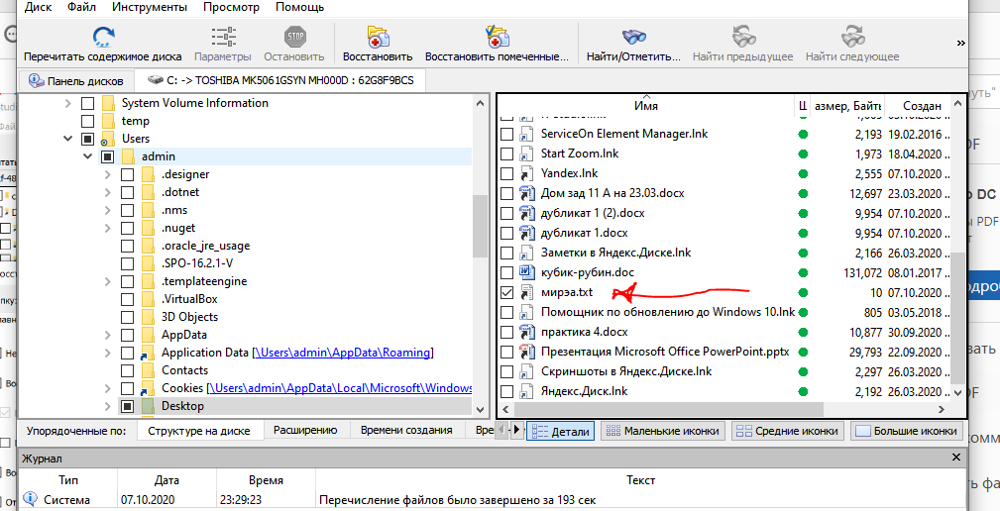 Диск Файл Инструменты Просмотр Помощь
Перечитать содержимое диска Параметры Остановить Восстановить Восстановить помеченные... Найти/Отметить... Найти предыдущее Найти следующее »
Панель дисков C: -> TOSHIBA MK5061GSYN MH000D : 62G8F9BCS
System Volume Information
temp
Users
admin
.designer
.dotnet
.nms
.nuget
.oracle_jre_usage
.SPO-16.2.1-V
.templateengine
.VirtualBox
3D Objects
AppData
Application Data [\Users\admin\AppData\Roaming]
Contacts
Cookies [\Users\admin\AppData\Local\Microsoft\Windows
Desktop
Имя азмер, Байты Создан
ServiceOn Element Manager.lnk 2,193 19.02.2016 ..
Start Zoom.lnk 1,973 18.04.2020 ..
Yandex.lnk 2,555 07.10.2020 ..
Дом зад 11 А на 23.03.docx 12,697 23.03.2020 ..
дубликат 1 (2).docx 9,954 07.10.2020 ..
дубликат 1.docx 9,954 07.10.2020 ..
Заметки в Яндекс.Диске.lnk 2,166 26.03.2020 ..
кубик-рубин.doc 131,072 08.01.2017 ..
мирэа.txt 10 07.10.2020 ..
Помощник по обновлению до Windows 10.lnk 805 03.05.2018 ..
практика 4.docx 10,877 30.09.2020 ..
Презентация Microsoft Office PowerPoint.pptx 29,793 22.09.2020 ..
Скриншоты в Яндекс.Диске.lnk 2,297 26.03.2020 ..
Яндекс.Диск.lnk 2,192 26.03.2020 ..
Упорядоченные по: Структуре на диске Расширению Времени создания
Детали Маленькие иконки Средние иконки Большие иконки
Журнал
Тип Дата Время Текст
Система 07.10.2020 23:29:23 Перечисление файлов было завершено за 193 сек